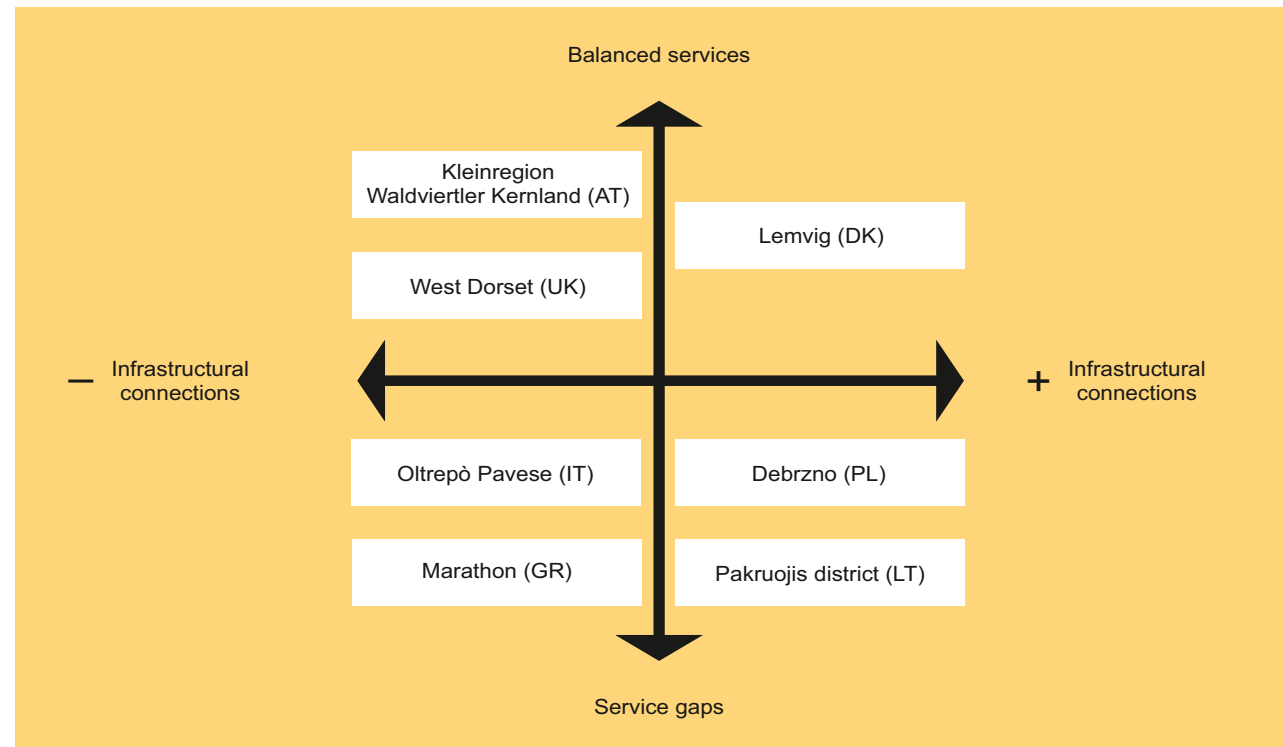 Balanced services
Kleinregion
Waldviertler Kernland (AT)
Lemvig (DK)
West Dorset (UK)
– Infrastructural
connections
+ Infrastructural
connections
Oltrepò Pavese (IT)
Debrzno (PL)
Marathon (GR)
Pakruojis district (LT)
Service gaps